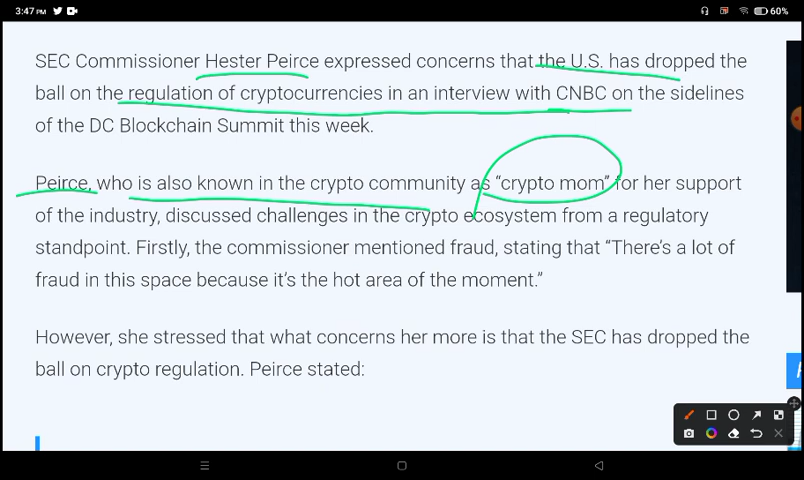 3:47 PM
60%
SEC Commissioner Hester Peirce expressed concerns that the U.S. has dropped the
ball on the regulation of cryptocurrencies in an interview with CNBC on the sidelines
of the DC Blockchain Summit this week.
Peirce, who is also known in the crypto community as “crypto mom” for her support
of the industry, discussed challenges in the crypto ecosystem from a regulatory
standpoint. Firstly, the commissioner mentioned fraud, stating that “There’s a lot of
fraud in this space because it’s the hot area of the moment.”
However, she stressed that what concerns her more is that the SEC has dropped the
ball on crypto regulation. Peirce stated: